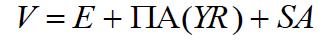 V = E + ΠA(YR) + SA